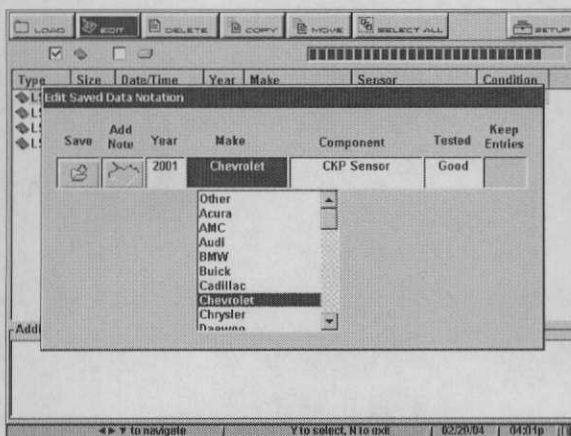 LOAD EDIT DELETE COPY MOVE SELECT ALL SETUP
Type Size Date/Time Year Make Sensor Condition
Edit Saved Data Notation
Save Add Note Year Make Component Tested Keep Entries
2001 Chevrolet CKP Sensor Good
Other
Acura
AMC
Audi
BMW
Buick
Cadillac
Chevrolet
Chrysler
Daewoo
Addi
to navigate Y to select, N to exit 02/20/04 04:01p